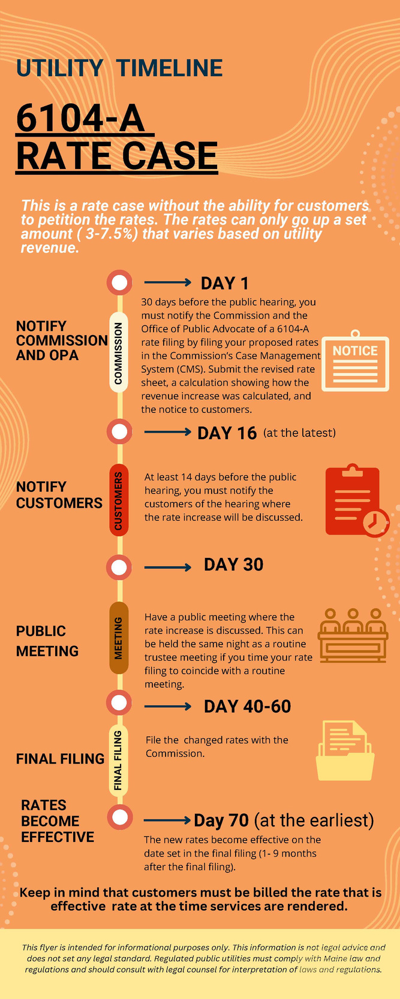 UTILITY TIMELINE
6104-A
RATE CASE
This is a rate case without the ability for customers
to petition the rates. The rates can only go up a set
amount ( 3-7.5%) that varies based on utility
revenue.
DAY 1
NOTIFY
COMMISSION
AND OPA
COMMISSION
30 days before the public hearing, you
must notify the Commission and the
Office of Public Advocate of a 6104-A
rate filing by filing your proposed rates
in the Commission's Case Management
System (CMS). Submit the revised rate
sheet, a calculation showing how the
revenue increase was calculated, and
the notice to customers.
NOTICE
DAY 16 (at the latest)
NOTIFY
CUSTOMERS
CUSTOMERS
At least 14 days before the public
hearing, you must notify the
customers of the hearing where
the rate increase will be discussed.
DAY 30
PUBLIC
MEETING
MEETING
Have a public meeting where the
rate increase is discussed. This can
be held the same night as a routine
trustee meeting if you time your rate
filing to coincide with a routine
meeting.
DAY 40-60
FINAL FILING
FINAL FILING
File the changed rates with the
Commission.
RATES
BECOME
EFFECTIVE
Day 70 (at the earliest)
The new rates become effective on the
date set in the final filing (1- 9 months
after the final filing).
Keep in mind that customers must be billed the rate that is
effective rate at the time services are rendered.
This flyer is intended for informational purposes only. This information is not legal advice and
does not set any legal standard. Regulated public utilities must comply with Maine law and
regulations and should consult with legal counsel for interpretation of laws and regulations.